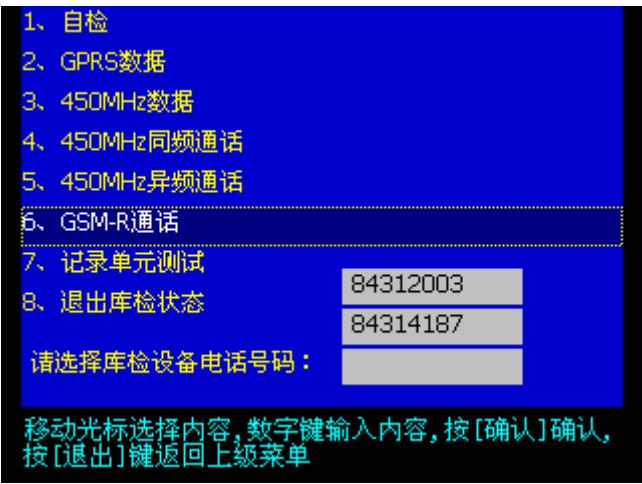 1、自检
2、GPRS数据
3、450MHz数据
4、450MHz同频通话
5、450MHz异频通话
6、GSM-R通话
7、记录单元测试
84312003
8、退出库检状态
84314187
请选择库检设备电话号码：
移动光标选择内容,数字键输入内容,按[确认]确认,
按[退出]键返回上级菜单